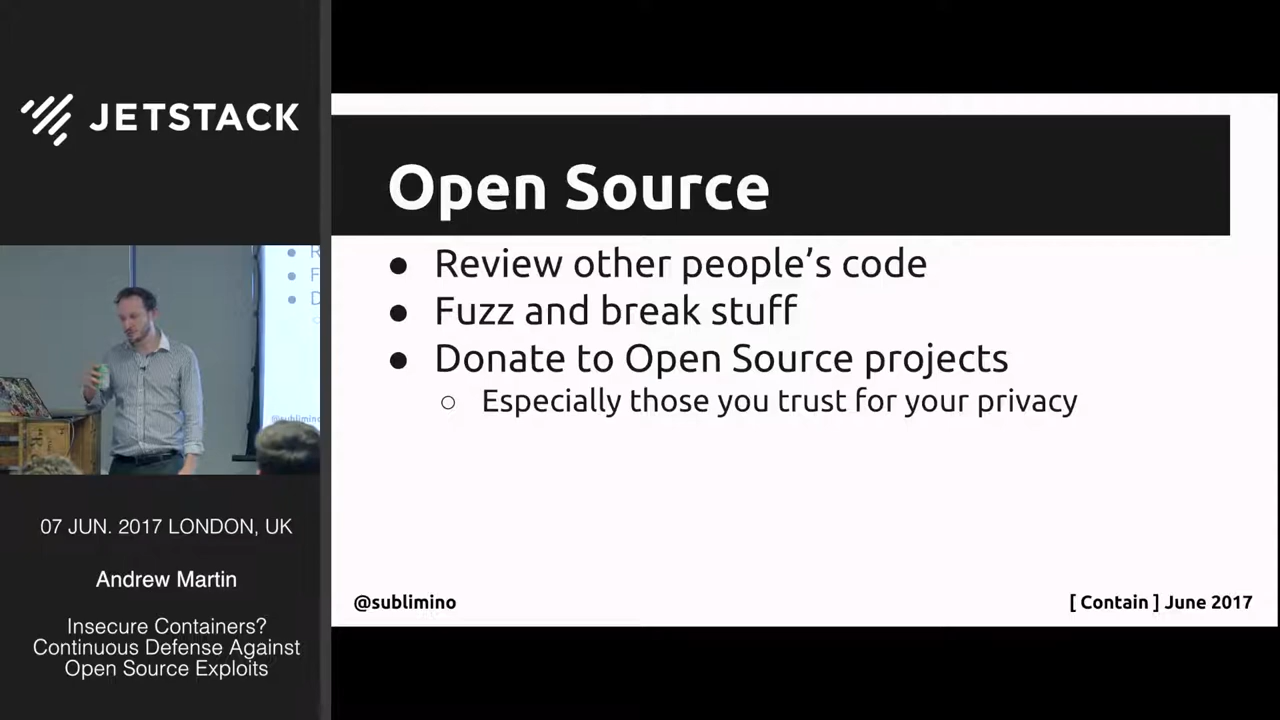 JETSTACK
Open Source
● Review other people’s code
● Fuzz and break stuff
● Donate to Open Source projects
○ Especially those you trust for your privacy
@sublimino
[ Contain ] June 2017
@sublimino
07 JUN. 2017 LONDON, UK
Andrew Martin
Insecure Containers?
Continuous Defense Against
Open Source Exploits